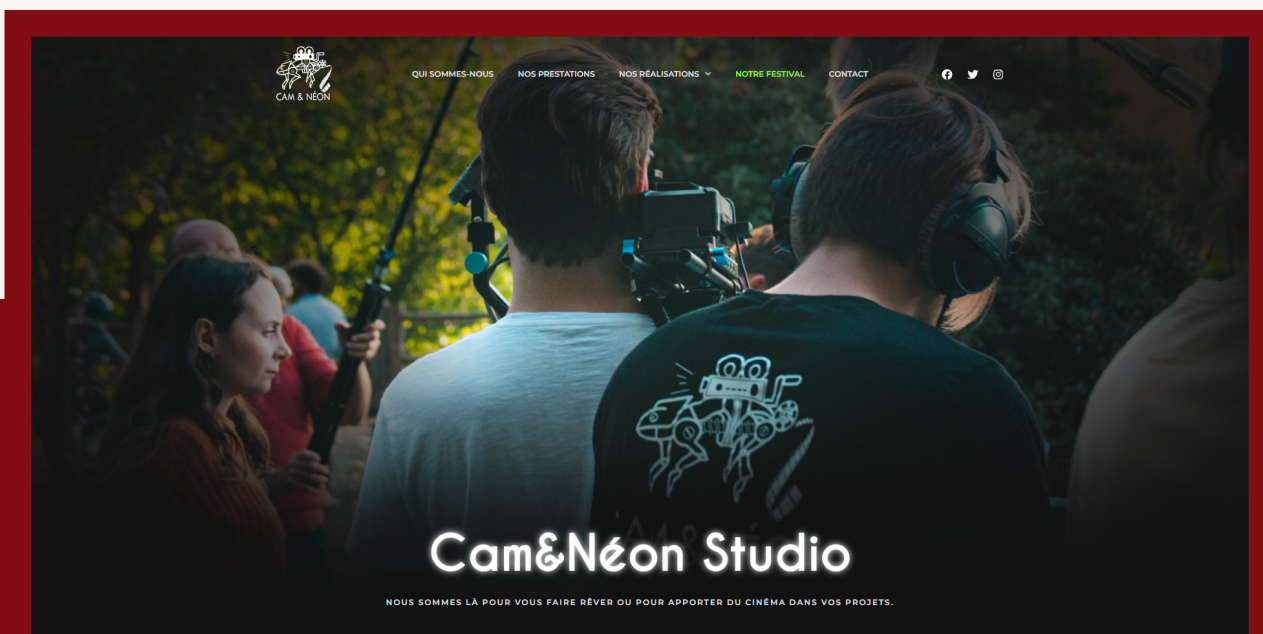 CAM & NÉON
QUI SOMMES-NOUS NOS PRESTATIONS NOS RÉALISATIONS NOTRE FESTIVAL CONTACT
Cam&Néon Studio
NOUS SOMMES LÀ POUR VOUS FAIRE RÊVER OU POUR APPORTER DU CINÉMA DANS VOS PROJETS.